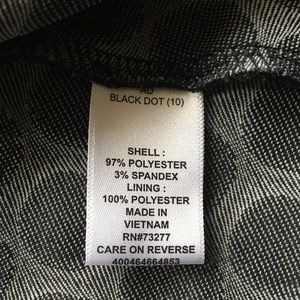 AD
BLACK DOT (10)
SHELL :
97% POLYESTER
3% SPANDEX
LINING :
100% POLYESTER
MADE IN
VIETNAM
RN#73277
CARE ON REVERSE
400464664853